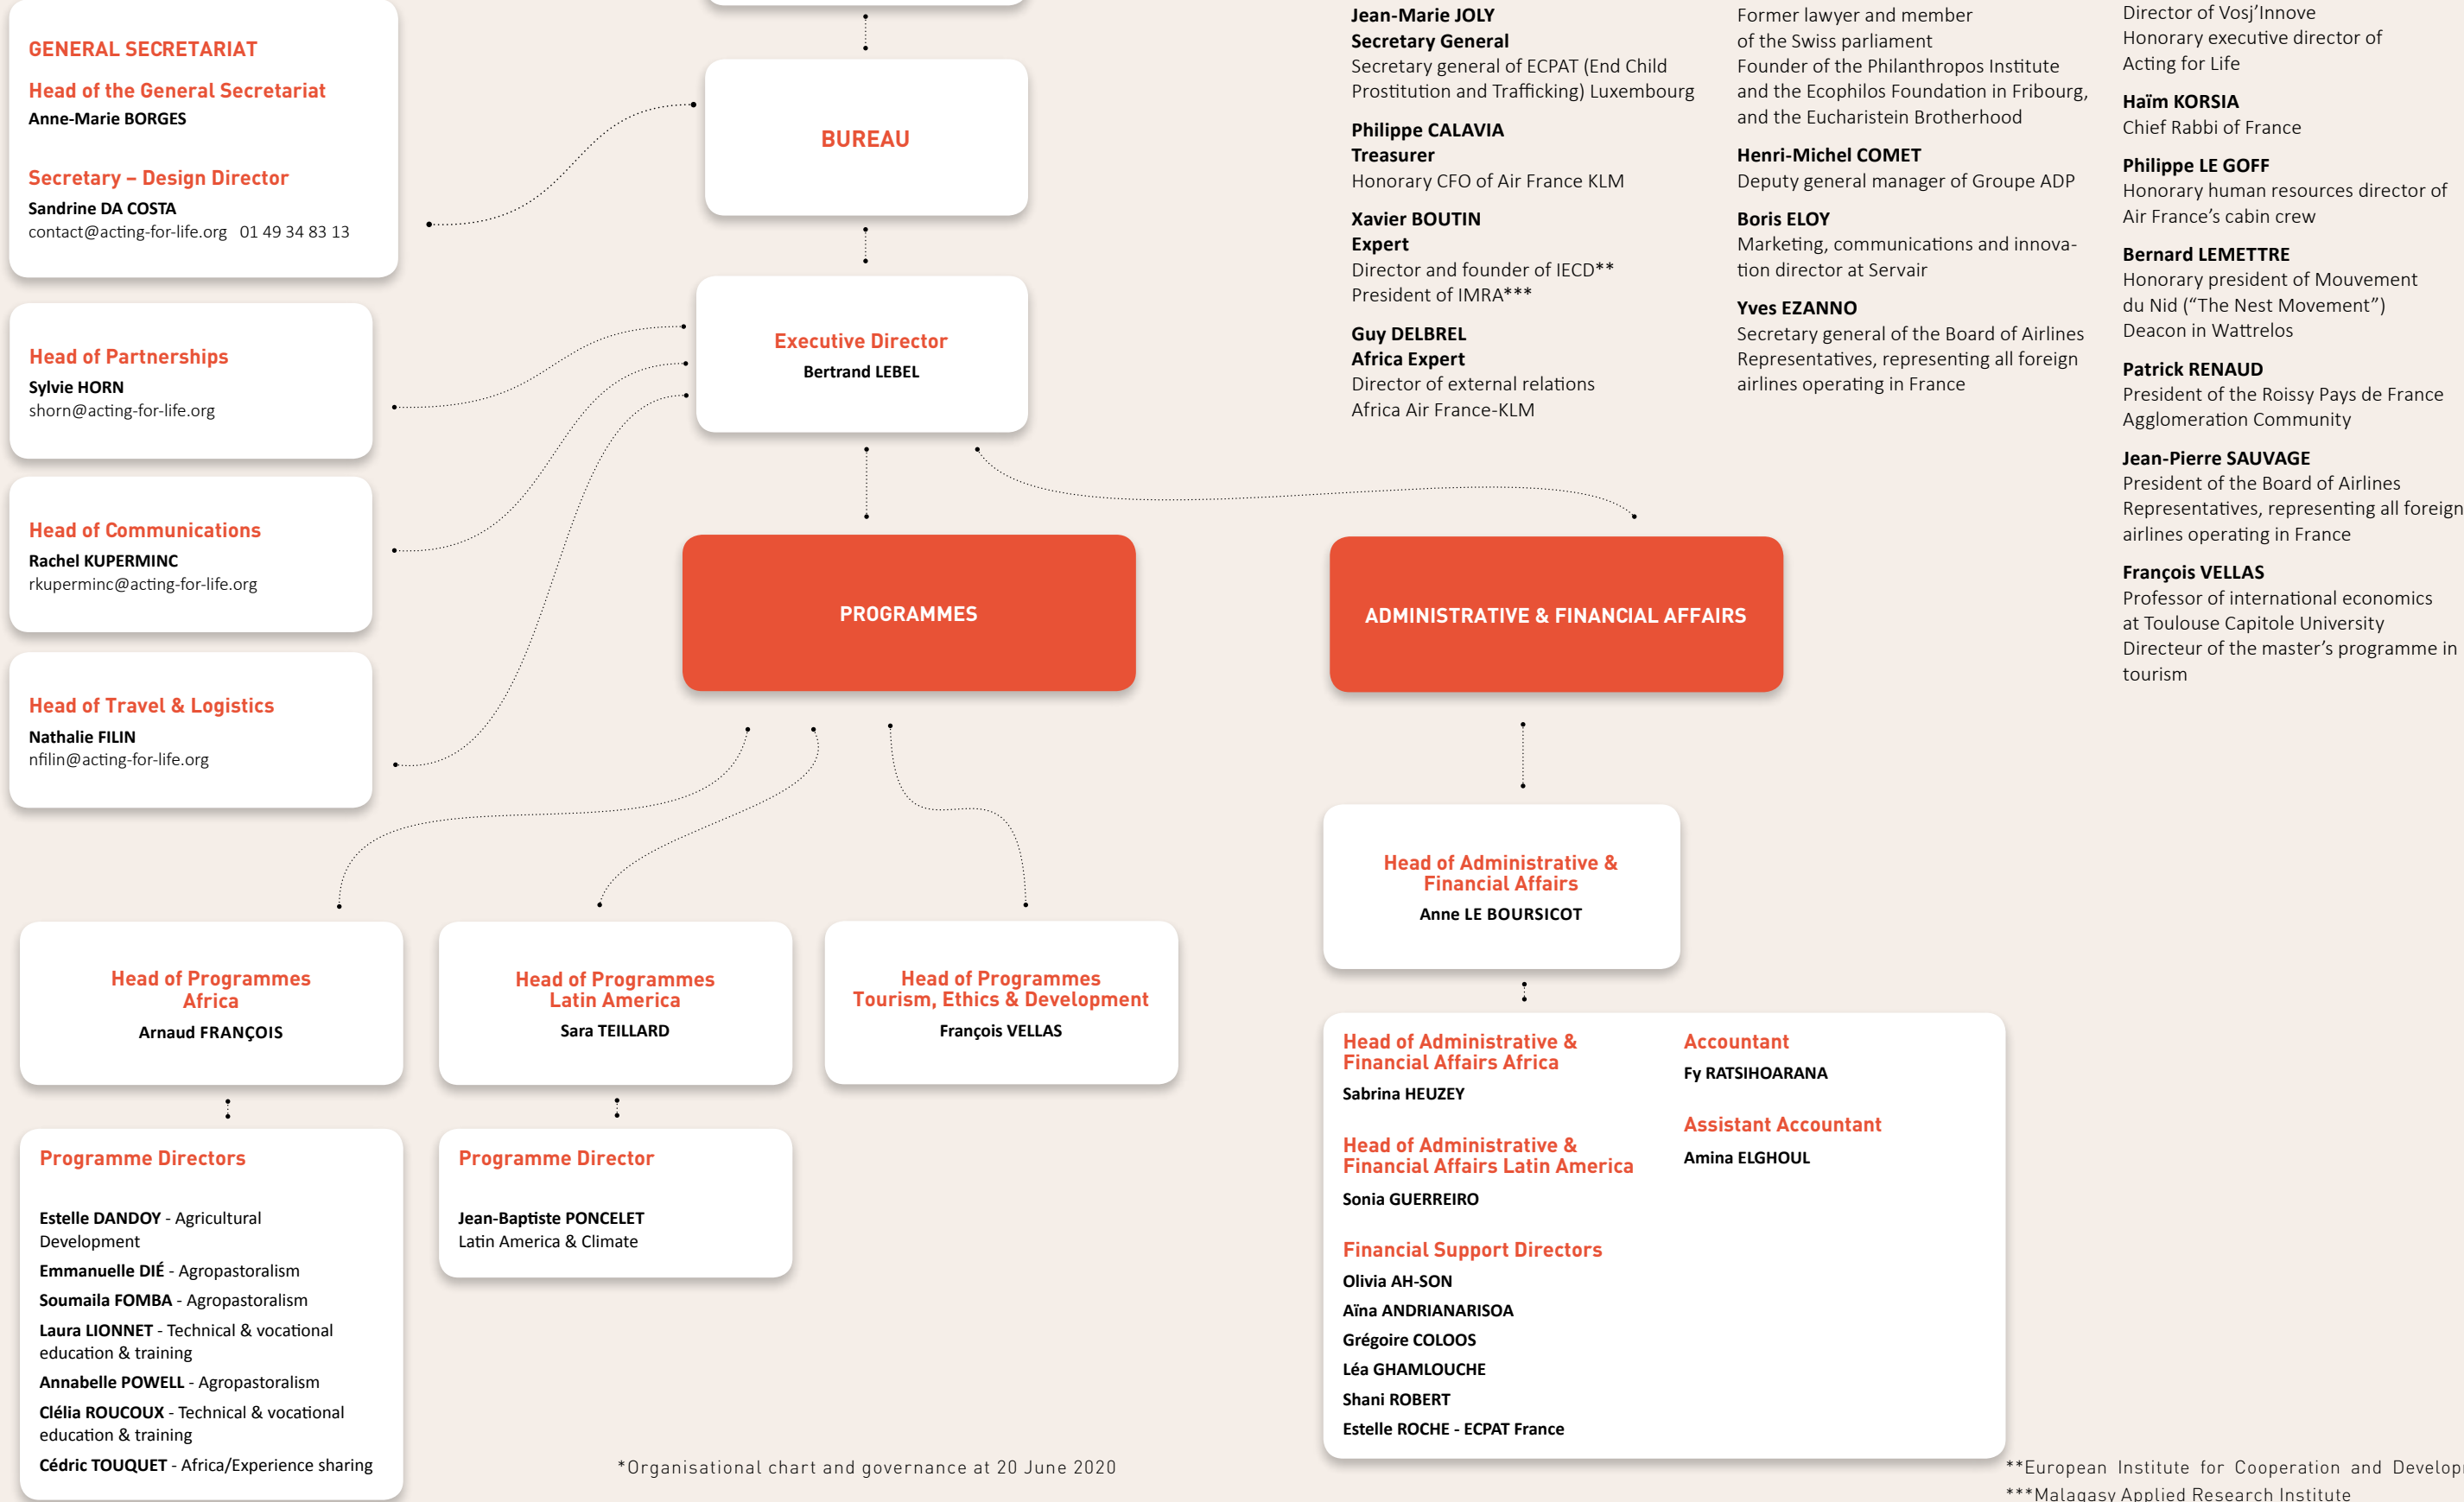 GENERAL SECRETARIAT
Head of the General Secretariat
Anne-Marie BORGES
Secretary – Design Director
Sandrine DA COSTA
contact@acting-for-life.org 01 49 34 83 13
Head of Partnerships
Sylvie HORN
shorn@acting-for-life.org
Head of Communications
Rachel KUPERMINC
rkuperminc@acting-for-life.org
Head of Travel & Logistics
Nathalie FILIN
nfilin@acting-for-life.org
BUREAU
Executive Director
Bertrand LEBEL
PROGRAMMES
ADMINISTRATIVE & FINANCIAL AFFAIRS
Jean-Marie JOLY
Secretary General
Secretary general of ECPAT (End Child
Prostitution and Trafficking) Luxembourg
Philippe CALAVIA
Treasurer
Honorary CFO of Air France KLM
Xavier BOUTIN
Expert
Director and founder of IECD**
President of IMRA***
Guy DELBREL
Africa Expert
Director of external relations
Africa Air France-KLM
Former lawyer and member
of the Swiss parliament
Founder of the Philanthropos Institute
and the Ecophilos Foundation in Fribourg,
and the Eucharistein Brotherhood
Henri-Michel COMET
Deputy general manager of Groupe ADP
Boris ELOY
Marketing, communications and innova-
tion director at Servair
Yves EZANNO
Secretary general of the Board of Airlines
Representatives, representing all foreign
airlines operating in France
Director of Vosj’Innove
Honorary executive director of
Acting for Life
Haïm KORSIA
Chief Rabbi of France
Philippe LE GOFF
Honorary human resources director of
Air France’s cabin crew
Bernard LEMETTRE
Honorary president of Mouvement
du Nid (“The Nest Movement”)
Deacon in Wattrelos
Patrick RENAUD
President of the Roissy Pays de France
Agglomeration Community
Jean-Pierre SAUVAGE
President of the Board of Airlines
Representatives, representing all foreign
airlines operating in France
François VELLAS
Professor of international economics
at Toulouse Capitole University
Directeur of the master’s programme in
tourism
Head of Programmes
Africa
Arnaud FRANÇOIS
Head of Programmes
Latin America
Sara TEILLARD
Head of Programmes
Tourism, Ethics & Development
François VELLAS
Head of Administrative &
Financial Affairs
Anne LE BOURSICOT
Programme Directors
Estelle DANDOY - Agricultural
Development
Emmanuelle DIÉ - Agropastoralism
Soumaila FOMBA - Agropastoralism
Laura LIONNET - Technical & vocational
education & training
Annabelle POWELL - Agropastoralism
Clélia ROUCOUX - Technical & vocational
education & training
Cédric TOUQUET - Africa/Experience sharing
Programme Director
Jean-Baptiste PONCELET
Latin America & Climate
Head of Administrative &
Financial Affairs Africa
Sabrina HEUZEY
Head of Administrative &
Financial Affairs Latin America
Sonia GUERREIRO
Financial Support Directors
Olivia AH-SON
Aïna ANDRIANARISOA
Grégoire COLOOS
Léa GHAMLOUCHE
Shani ROBERT
Estelle ROCHE - ECPAT France
Accountant
Fy RATSIHOARANA
Assistant Accountant
Amina ELGHOUL
*Organisational chart and governance at 20 June 2020
**European Institute for Cooperation and
***Malagasy Applied Research Institute